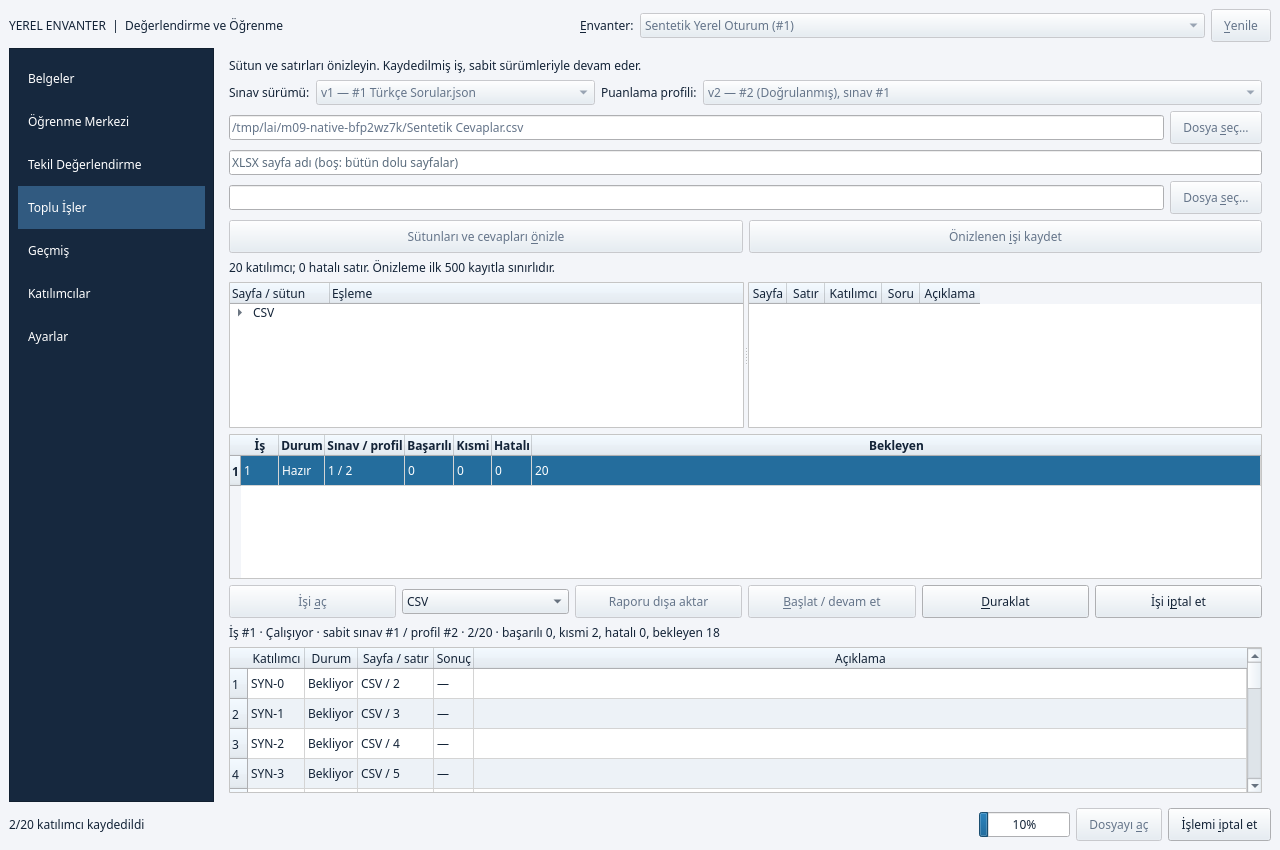 YEREL ENVANTER | Değerlendirme ve Öğrenme
Envanter: Sentetik Yerel Oturum (#1) Yenile
Belgeler
Öğrenme Merkezi
Tekil Değerlendirme
Toplu İşler
Geçmiş
Katılımcılar
Ayarlar
Sütun ve satırları önizleyin. Kaydedilmiş iş, sabit sürümleriyle devam eder.
Sınav sürümü: v1 — #1 Türkçe Sorular.json Puanlama profili: v2 — #2 (Doğrulanmış), sınav #1
/tmp/lai/m09-native-bfp2wz7k/Sentetik Cevaplar.csv Dosya seç...
XLSX sayfa adı (boş: bütün dolu sayfalar)
Dosya seç...
Sütunları ve cevapları önizle Önizlenen işi kaydet
20 katılımcı; 0 hatalı satır. Önizleme ilk 500 kayıtla sınırlıdır.
Sayfa / sütun Eşleme Sayfa Satır Katılımcı Soru Açıklama
CSV
İş Durum Sınav / profil Başarılı Kısmi Hatalı Bekleyen
1 1 Hazır 1 / 2 0 0 0 20
İşi aç CSV Raporu dışa aktar Başlat / devam et Duraklat İşi iptal et
İş #1 · Çalışıyor · sabit sınav #1 / profil #2 · 2/20 · başarılı 0, kısmi 2, hatalı 0, bekleyen 18
Katılımcı Durum Sayfa / satır Sonuç Açıklama
1 SYN-0 Bekliyor CSV / 2 —
2 SYN-1 Bekliyor CSV / 3 —
3 SYN-2 Bekliyor CSV / 4 —
4 SYN-3 Bekliyor CSV / 5 —
2/20 katılımcı kaydedildi 10% Dosyayı aç İşlemi iptal et